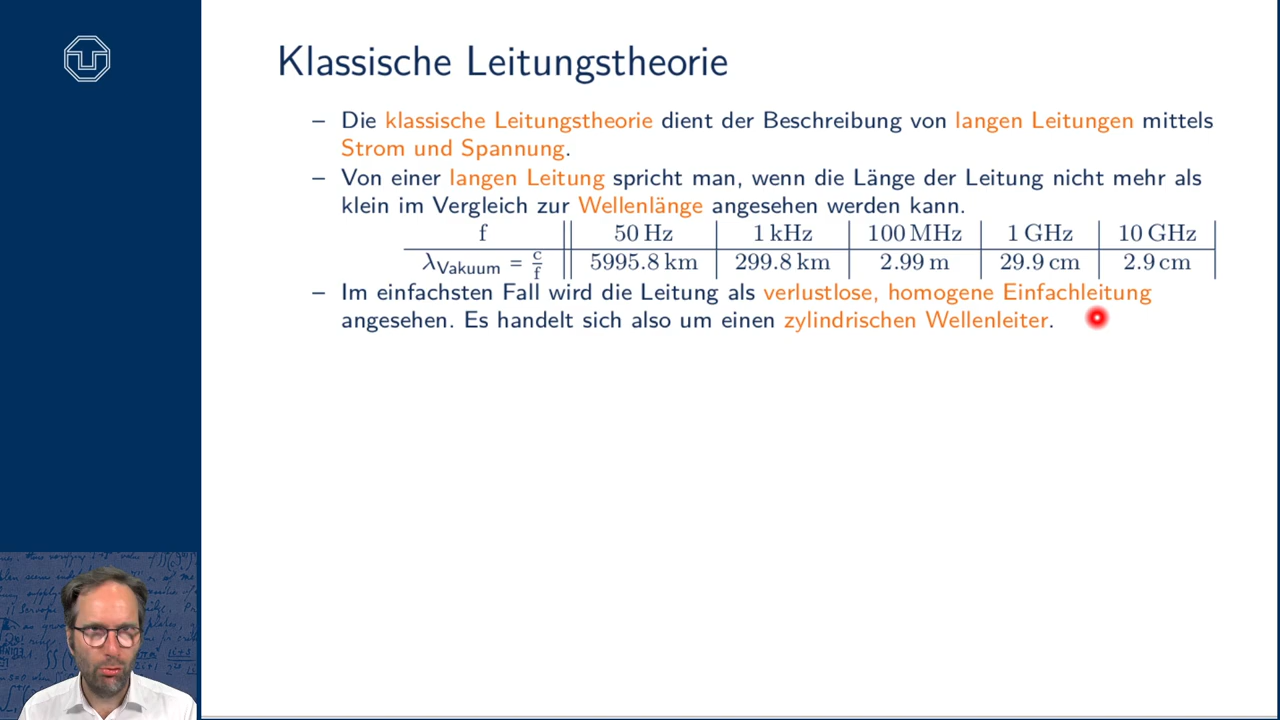 Klassische Leitungstheorie
– Die klassische Leitungstheorie dient der Beschreibung von langen Leitungen mittels
Strom und Spannung.
– Von einer langen Leitung spricht man, wenn die Länge der Leitung nicht mehr als
klein im Vergleich zur Wellenlänge angesehen werden kann.
f 50 Hz 1 kHz 100 MHz 1 GHz 10 GHz
λVakuum = c/f 5995.8 km 299.8 km 2.99 m 29.9 cm 2.9 cm
– Im einfachsten Fall wird die Leitung als verlustlose, homogene Einfachleitung
angesehen. Es handelt sich also um einen zylindrischen Wellenleiter.